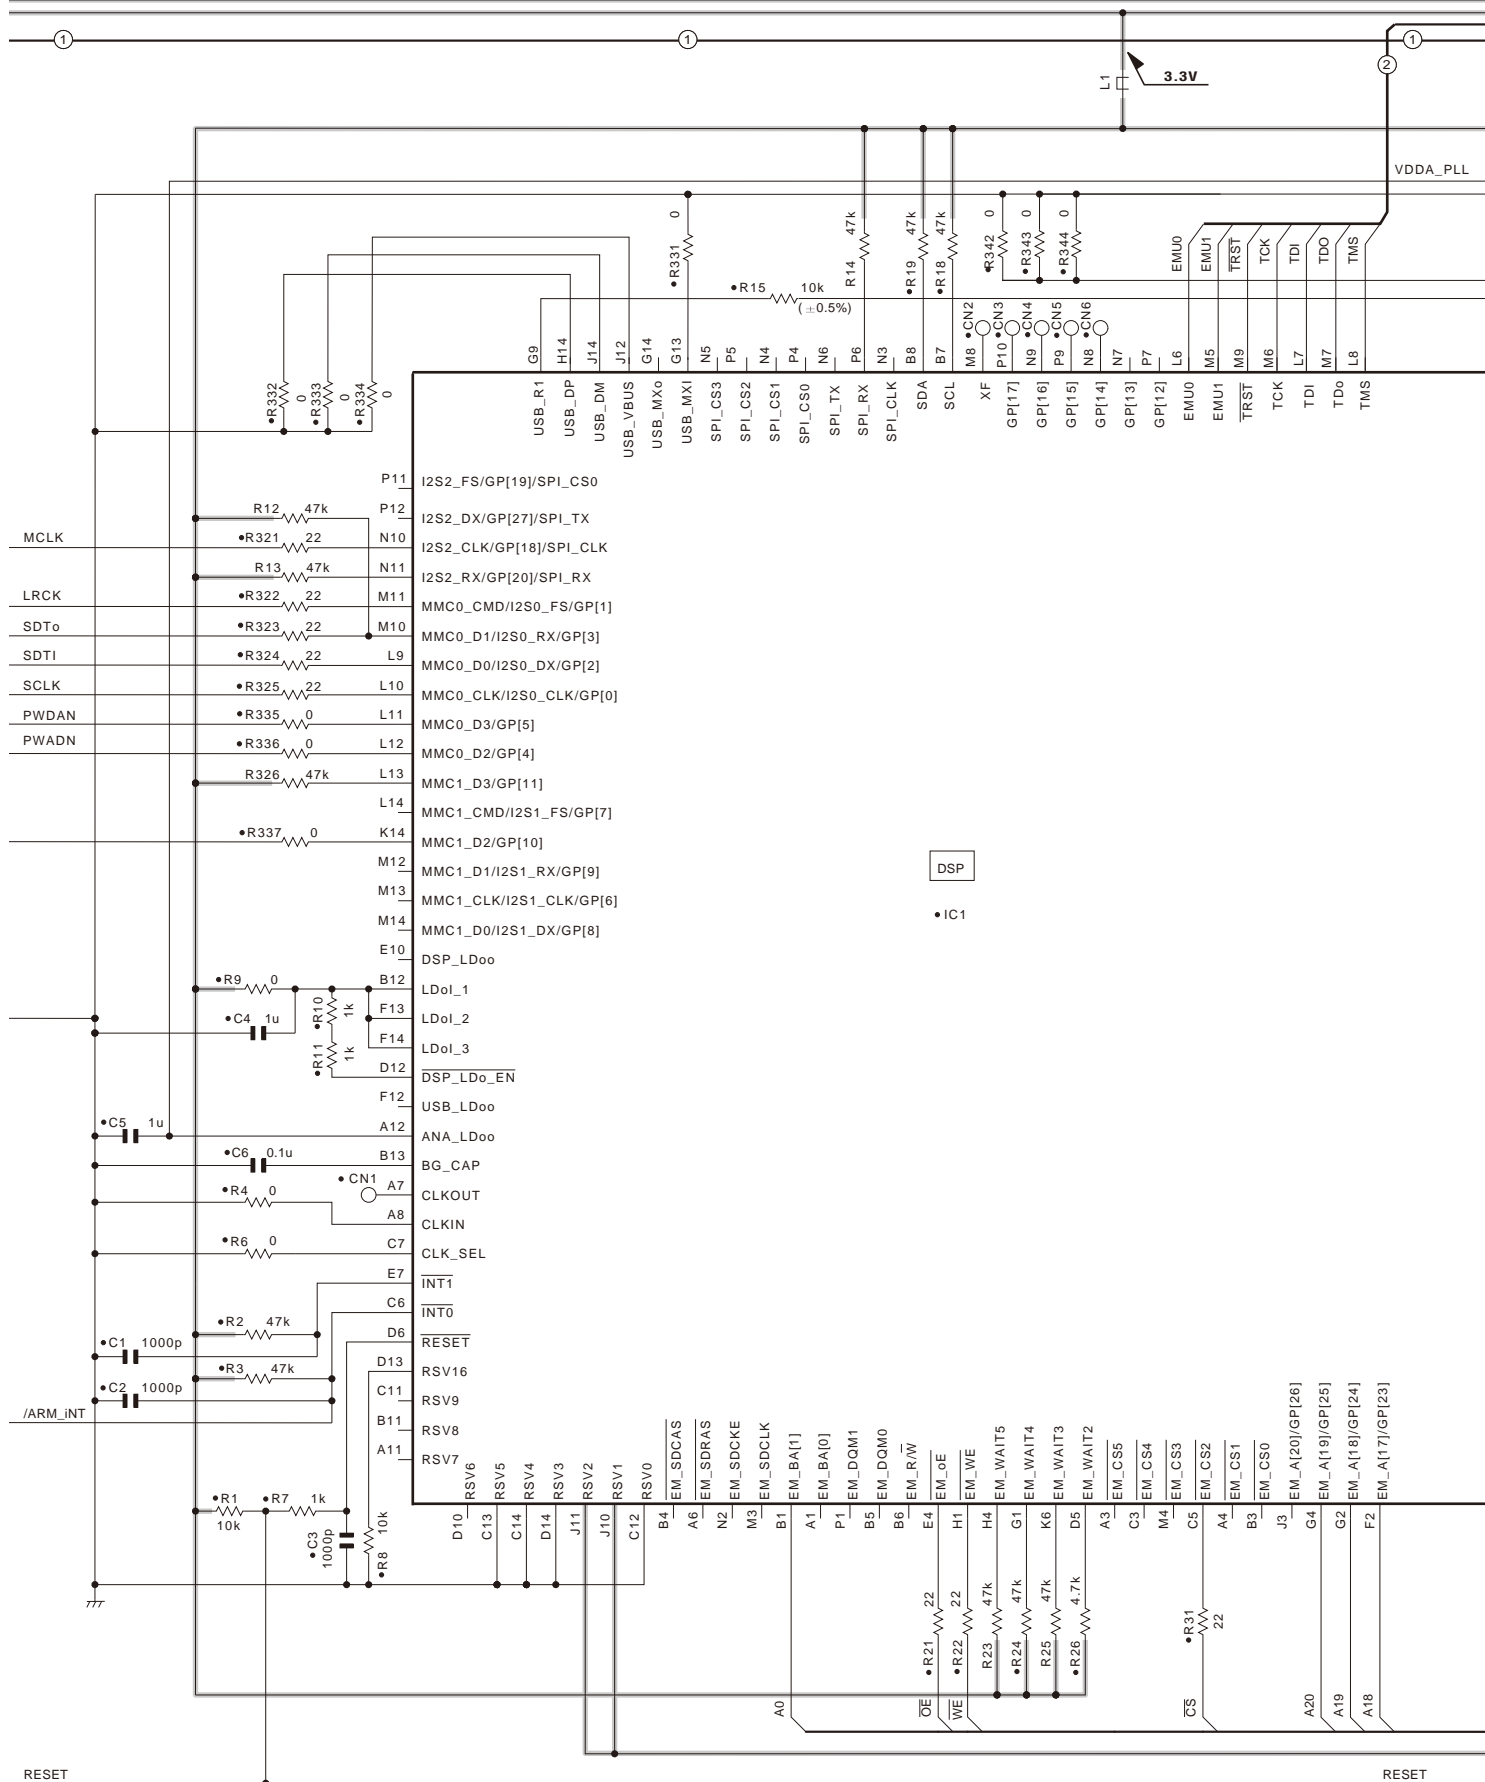 1 1 1
2
L1 3.3V
VDDA_PLL
•R331 0
R14 47k
•R19 47k
•R18 47k
•R342 0
•R343 0
•R344 0
EMU0
EMU1
TRST
TCK
TDI
TDO
TMS
•R15 10k
(±0.5%)
•CN2
•CN3
•CN4
•CN5
•CN6
•R332 0
•R333 0
•R334 0
G9 USB_R1
H14 USB_DP
J14 USB_DM
J12 USB_VBUS
G14 USB_MXo
G13 USB_MXI
N5 SPI_CS3
P5 SPI_CS2
N4 SPI_CS1
P4 SPI_CS0
N6 SPI_TX
P6 SPI_RX
N3 SPI_CLK
B8 SDA
B7 SCL
M8 XF
P10 GP[17]
N9 GP[16]
P9 GP[15]
N8 GP[14]
N7 GP[13]
P7 GP[12]
L6 EMU0
M5 EMU1
M9 TRST
M6 TCK
L7 TDI
M7 TDo
L8 TMS
P11 I2S2_FS/GP[19]/SPI_CS0
R12 47k P12 I2S2_DX/GP[27]/SPI_TX
MCLK •R321 22 N10 I2S2_CLK/GP[18]/SPI_CLK
R13 47k N11 I2S2_RX/GP[20]/SPI_RX
LRCK •R322 22 M11 MMC0_CMD/I2S0_FS/GP[1]
SDTo •R323 22 M10 MMC0_D1/I2S0_RX/GP[3]
SDTI •R324 22 L9 MMC0_D0/I2S0_DX/GP[2]
SCLK •R325 22 L10 MMC0_CLK/I2S0_CLK/GP[0]
PWDAN •R335 0 L11 MMC0_D3/GP[5]
PWADN •R336 0 L12 MMC0_D2/GP[4]
R326 47k L13 MMC1_D3/GP[11]
L14 MMC1_CMD/I2S1_FS/GP[7]
•R337 0 K14 MMC1_D2/GP[10]
M12 MMC1_D1/I2S1_RX/GP[9]
M13 MMC1_CLK/I2S1_CLK/GP[6]
M14 MMC1_D0/I2S1_DX/GP[8]
DSP
•IC1
E10 DSP_LDoo
•R9 0 B12 LDoI_1
•C4 1u •R10 1k F13 LDoI_2
•R11 1k F14 LDoI_3
D12 DSP_LDo_EN
F12 USB_LDoo
•C5 1u A12 ANA_LDoo
•C6 0.1u B13 BG_CAP
•CN1 A7 CLKOUT
•R4 0 A8 CLKIN
•R6 0 C7 CLK_SEL
E7 INT1
C6 INT0
•R2 47k D6 RESET
•C1 1000p
•R3 47k D13 RSV16
•C2 1000p C11 RSV9
/ARM_iNT B11 RSV8
A11 RSV7
•R1 10k •R7 1k
•C3 1000p
•R8 10k
RSV6 D10
RSV5 C13
RSV4 C14
RSV3 D14
RSV2 J11
RSV1 J10
RSV0 C12
EM_SDCAS B4
EM_SDRAS A6
EM_SDCKE N2
EM_SDCLK M3
EM_BA[1] B1
EM_BA[0] A1
EM_DQM1 P1
EM_DQM0 B5
EM_R/W B6
EM_oE E4
EM_WE H1
EM_WAIT5 H4
EM_WAIT4 G1
EM_WAIT3 K6
EM_WAIT2 D5
EM_CS5 A3
EM_CS4 C3
EM_CS3 M4
EM_CS2 C5
EM_CS1 A4
EM_CS0 B3
EM_A[20]/GP[26] J3
EM_A[19]/GP[25] G4
EM_A[18]/GP[24] G2
EM_A[17]/GP[23] F2
•R21 22
•R22 22
R23 47k
•R24 47k
R25 47k
•R26 4.7k
•R31 22
A0
OE
WE
CS
A20
A19
A18
RESET RESET